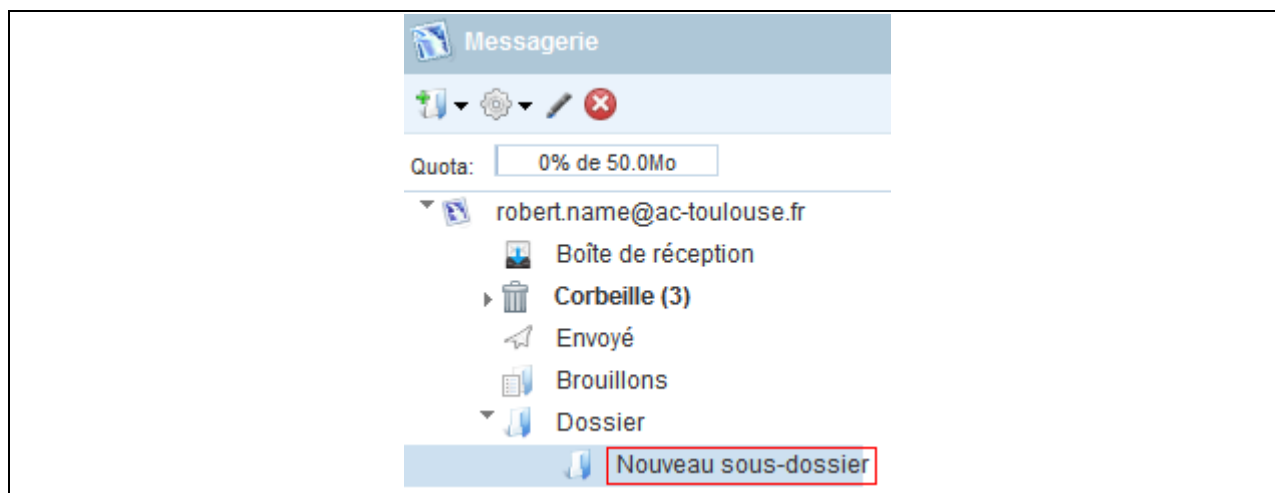 Messagerie
Quota: 0% de 50.0Mo
robert.name@ac-toulouse.fr
Boîte de réception
Corbeille (3)
Envoyé
Brouillons
Dossier
Nouveau sous-dossier